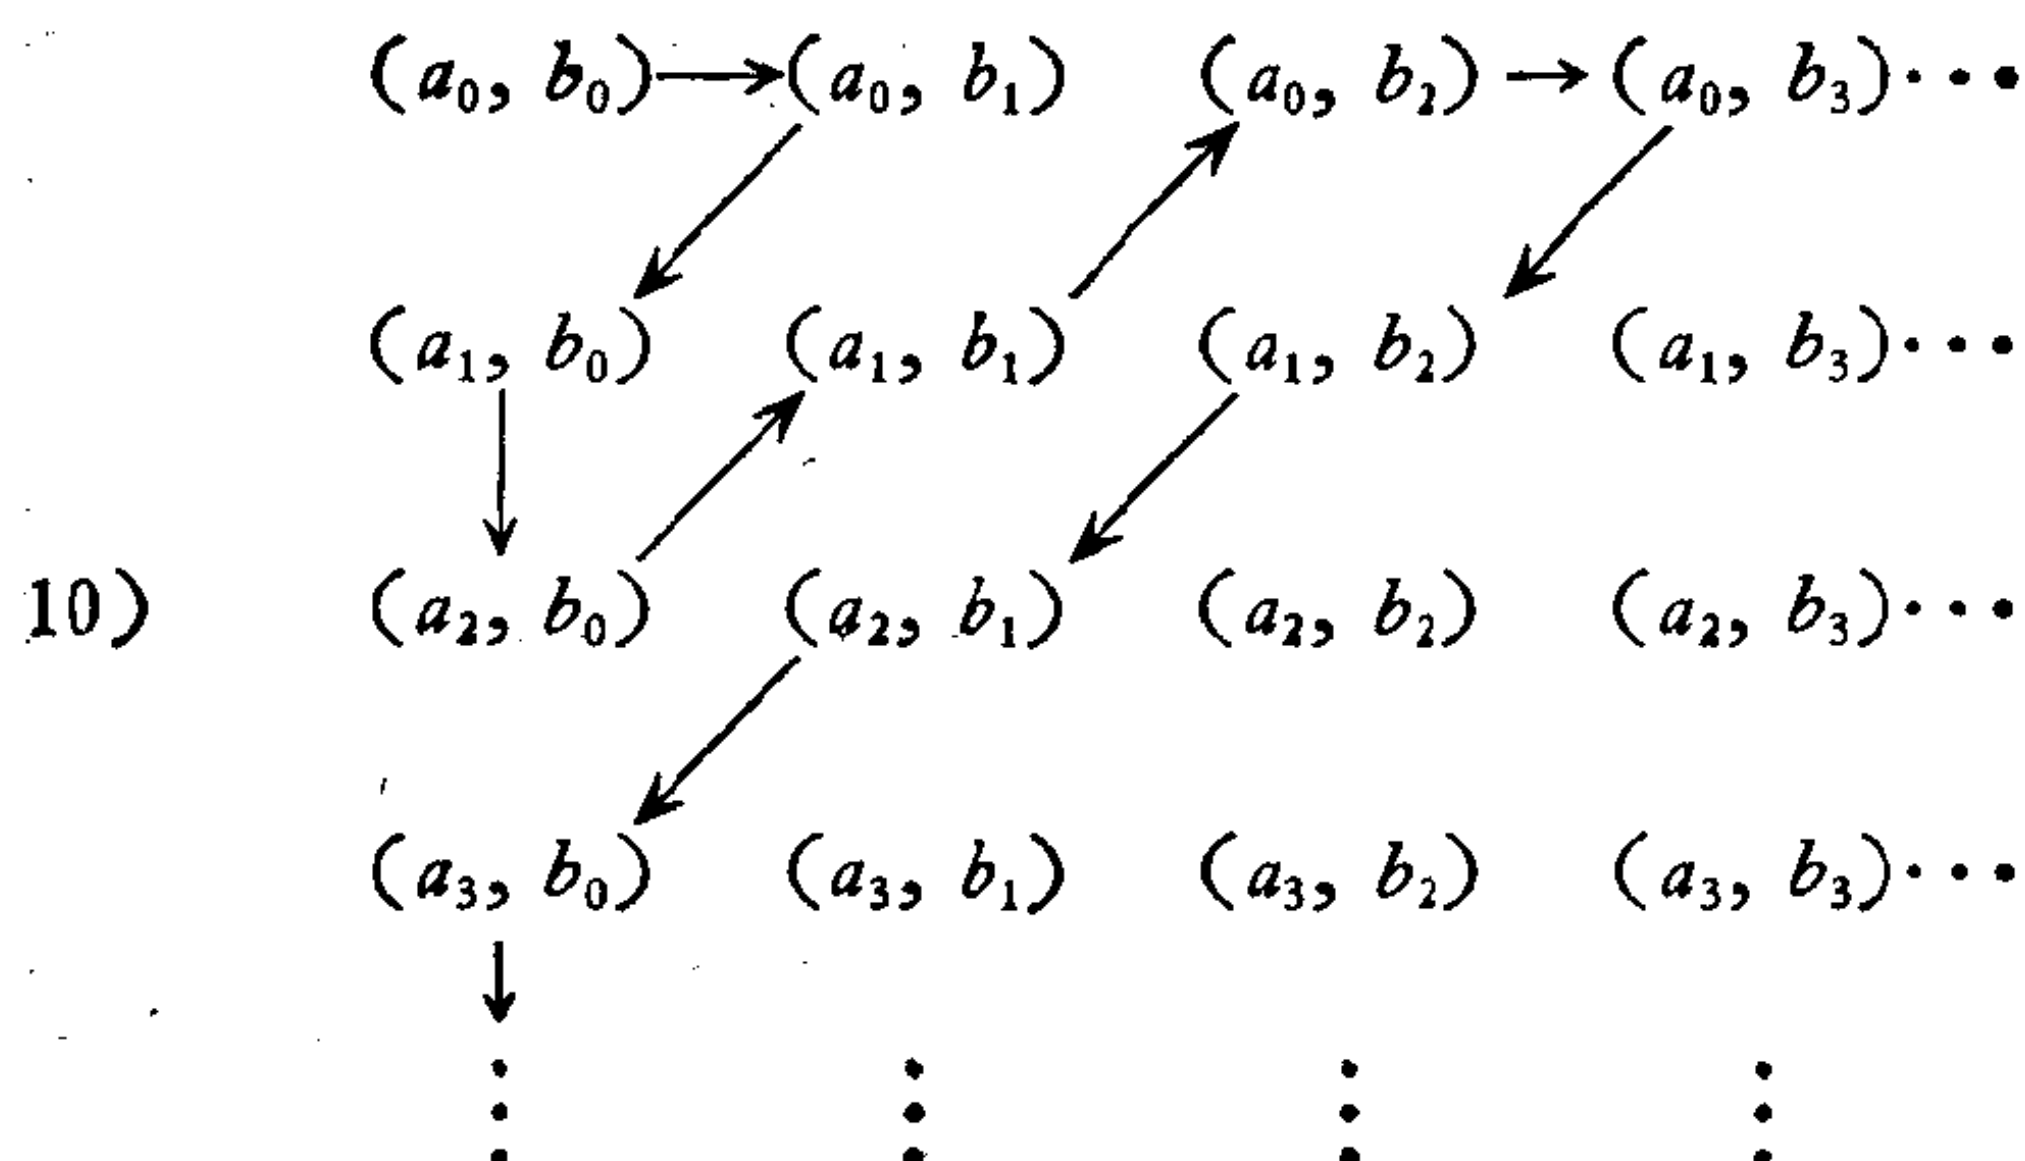 (a₀, b₀)→(a₀, b₁) (a₀, b₂)→(a₀, b₃)···
(a₁, b₀) (a₁, b₁) (a₁, b₂) (a₁, b₃)···
10) (a₂, b₀) (a₂, b₁) (a₂, b₂) (a₂, b₃)···
(a₃, b₀) (a₃, b₁) (a₃, b₂) (a₃, b₃)···